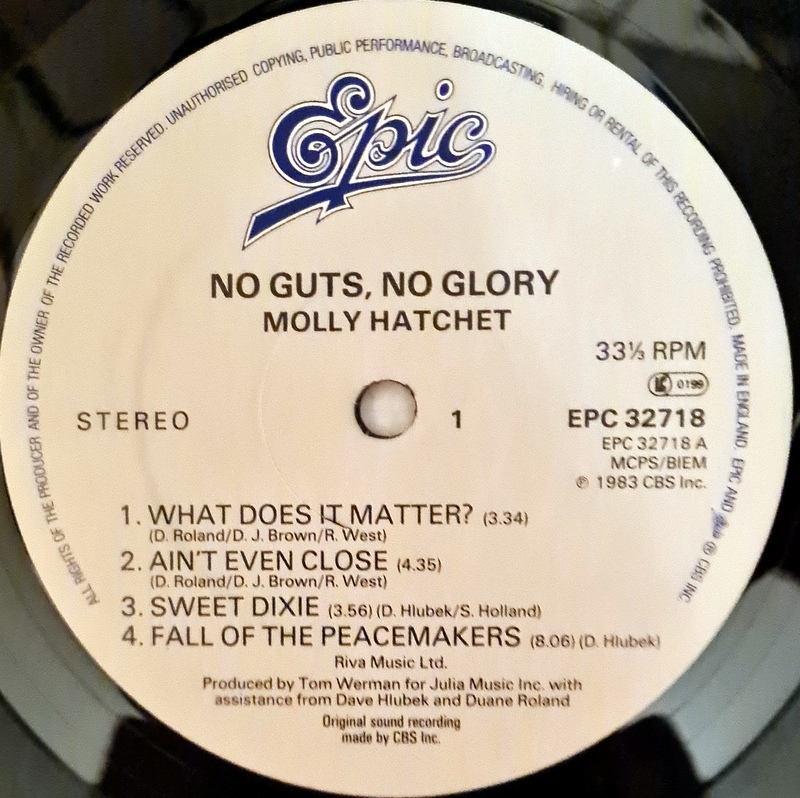 ALL RIGHTS OF THE PRODUCER AND OF THE OWNER OF THE RECORDED WORK RESERVED. UNAUTHORISED COPYING, PUBLIC PERFORMANCE, BROADCASTING, HIRING OR RENTAL OF THIS RECORDING PROHIBITED. MADE IN ENGLAND. EPIC AND ℗ CBS INC
Epic
NO GUTS, NO GLORY
MOLLY HATCHET
33⅓ RPM
LC 0199
STEREO
1
EPC 32718
EPC 32718 A
MCPS/BIEM
℗ 1983 CBS Inc.
1. WHAT DOES IT MATTER? (3.34)
(D. Roland/D. J. Brown/R. West)
2. AIN'T EVEN CLOSE (4.35)
(D. Roland/D. J. Brown/R. West)
3. SWEET DIXIE (3.56) (D. Hlubek/S. Holland)
4. FALL OF THE PEACEMAKERS (8.06) (D. Hlubek)
Riva Music Ltd.
Produced by Tom Werman for Julia Music Inc. with
assistance from Dave Hlubek and Duane Roland
Original sound recording
made by CBS Inc.